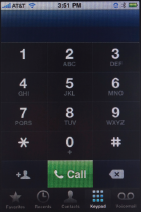 AT&T 3:51 PM
1 2 ABC 3 DEF
4 GHI 5 JKL 6 MNO
7 PQRS 8 TUV 9 WXYZ
* 0 + #
Call
Favorites Recents Contacts Keypad Voicemail